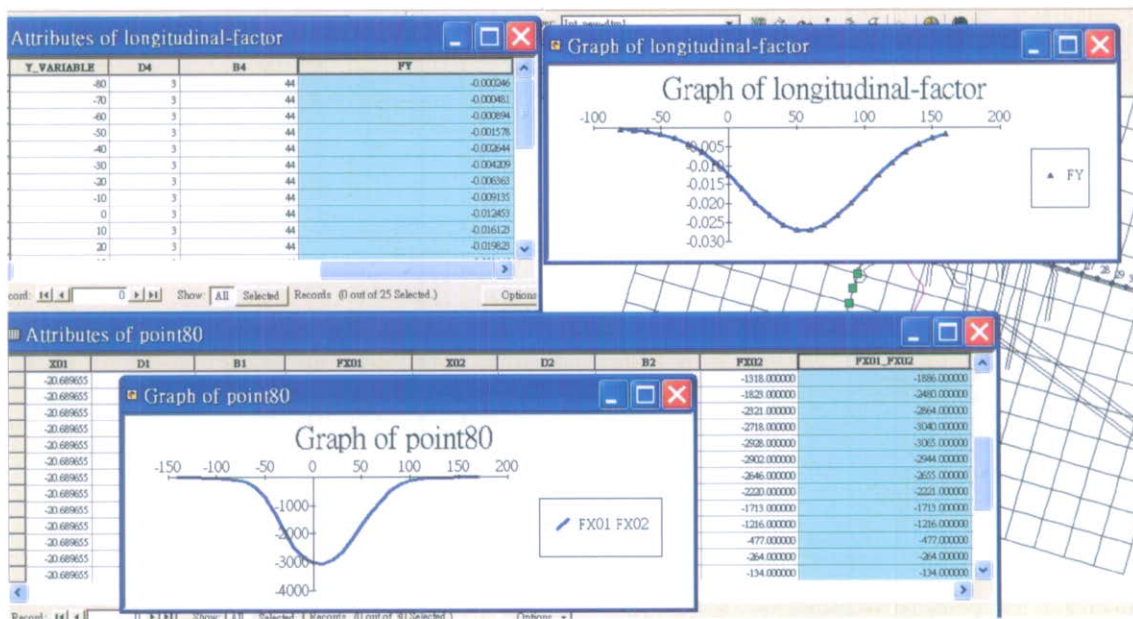 Attributes of longitudinal-factor
Y_VARIABLE D4 B4 FY
-80 3 44 -0.000246
-70 3 44 -0.000481
-60 3 44 -0.000894
-50 3 44 -0.001578
-40 3 44 -0.002644
-30 3 44 -0.004209
-20 3 44 -0.006363
-10 3 44 -0.009135
0 3 44 -0.012453
10 3 44 -0.016123
20 3 44 -0.019823
0 Show: All Selected Records (0 out of 25 Selected.) Options
Graph of longitudinal-factor
Graph of longitudinal-factor
-100 -50 0 50 100 150 200
-0.005
-0.010
-0.015
-0.020
-0.025
-0.030
FY
27 28 29 3
Attributes of point80
X01 D1 B1 FX01 X02 D2 B2 FX02 FX01_FX02
-20.689655 -1318.000000 -1886.000000
-20.689655 -1823.000000 -2480.000000
-20.689655 -2321.000000 -2864.000000
-20.689655 -2718.000000 -3040.000000
-20.689655 -2928.000000 -3065.000000
-20.689655 -2902.000000 -2944.000000
-20.689655 -2646.000000 -2655.000000
-20.689655 -2220.000000 -2221.000000
-20.689655 -1713.000000 -1713.000000
-20.689655 -1216.000000 -1216.000000
-20.689655 -477.000000 -477.000000
-20.689655 -264.000000 -264.000000
-20.689655 -134.000000 -134.000000
Graph of point80
Graph of point80
-150 -100 -50 0 50 100 150 200
-1000
-2000
-3000
-4000
FX01 FX02